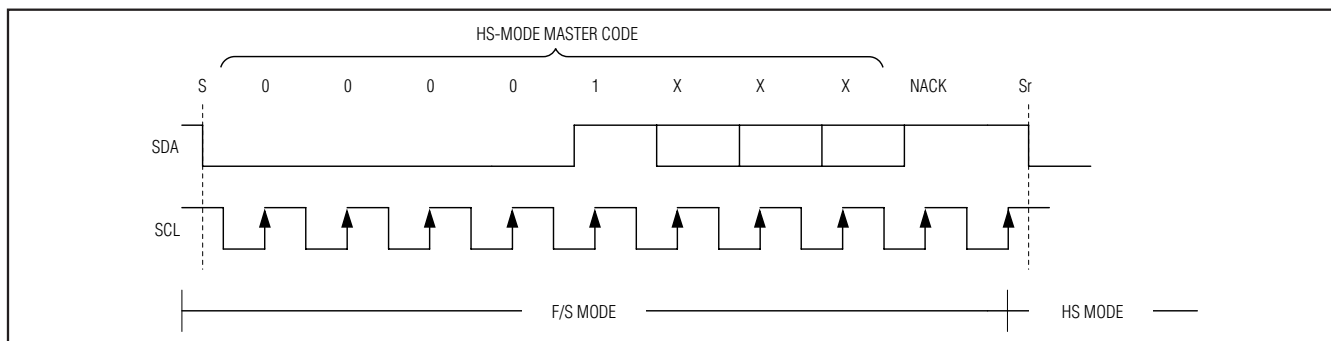 HS-MODE MASTER CODE
S 0 0 0 0 1 X X X NACK Sr
SDA
SCL
F/S MODE HS MODE